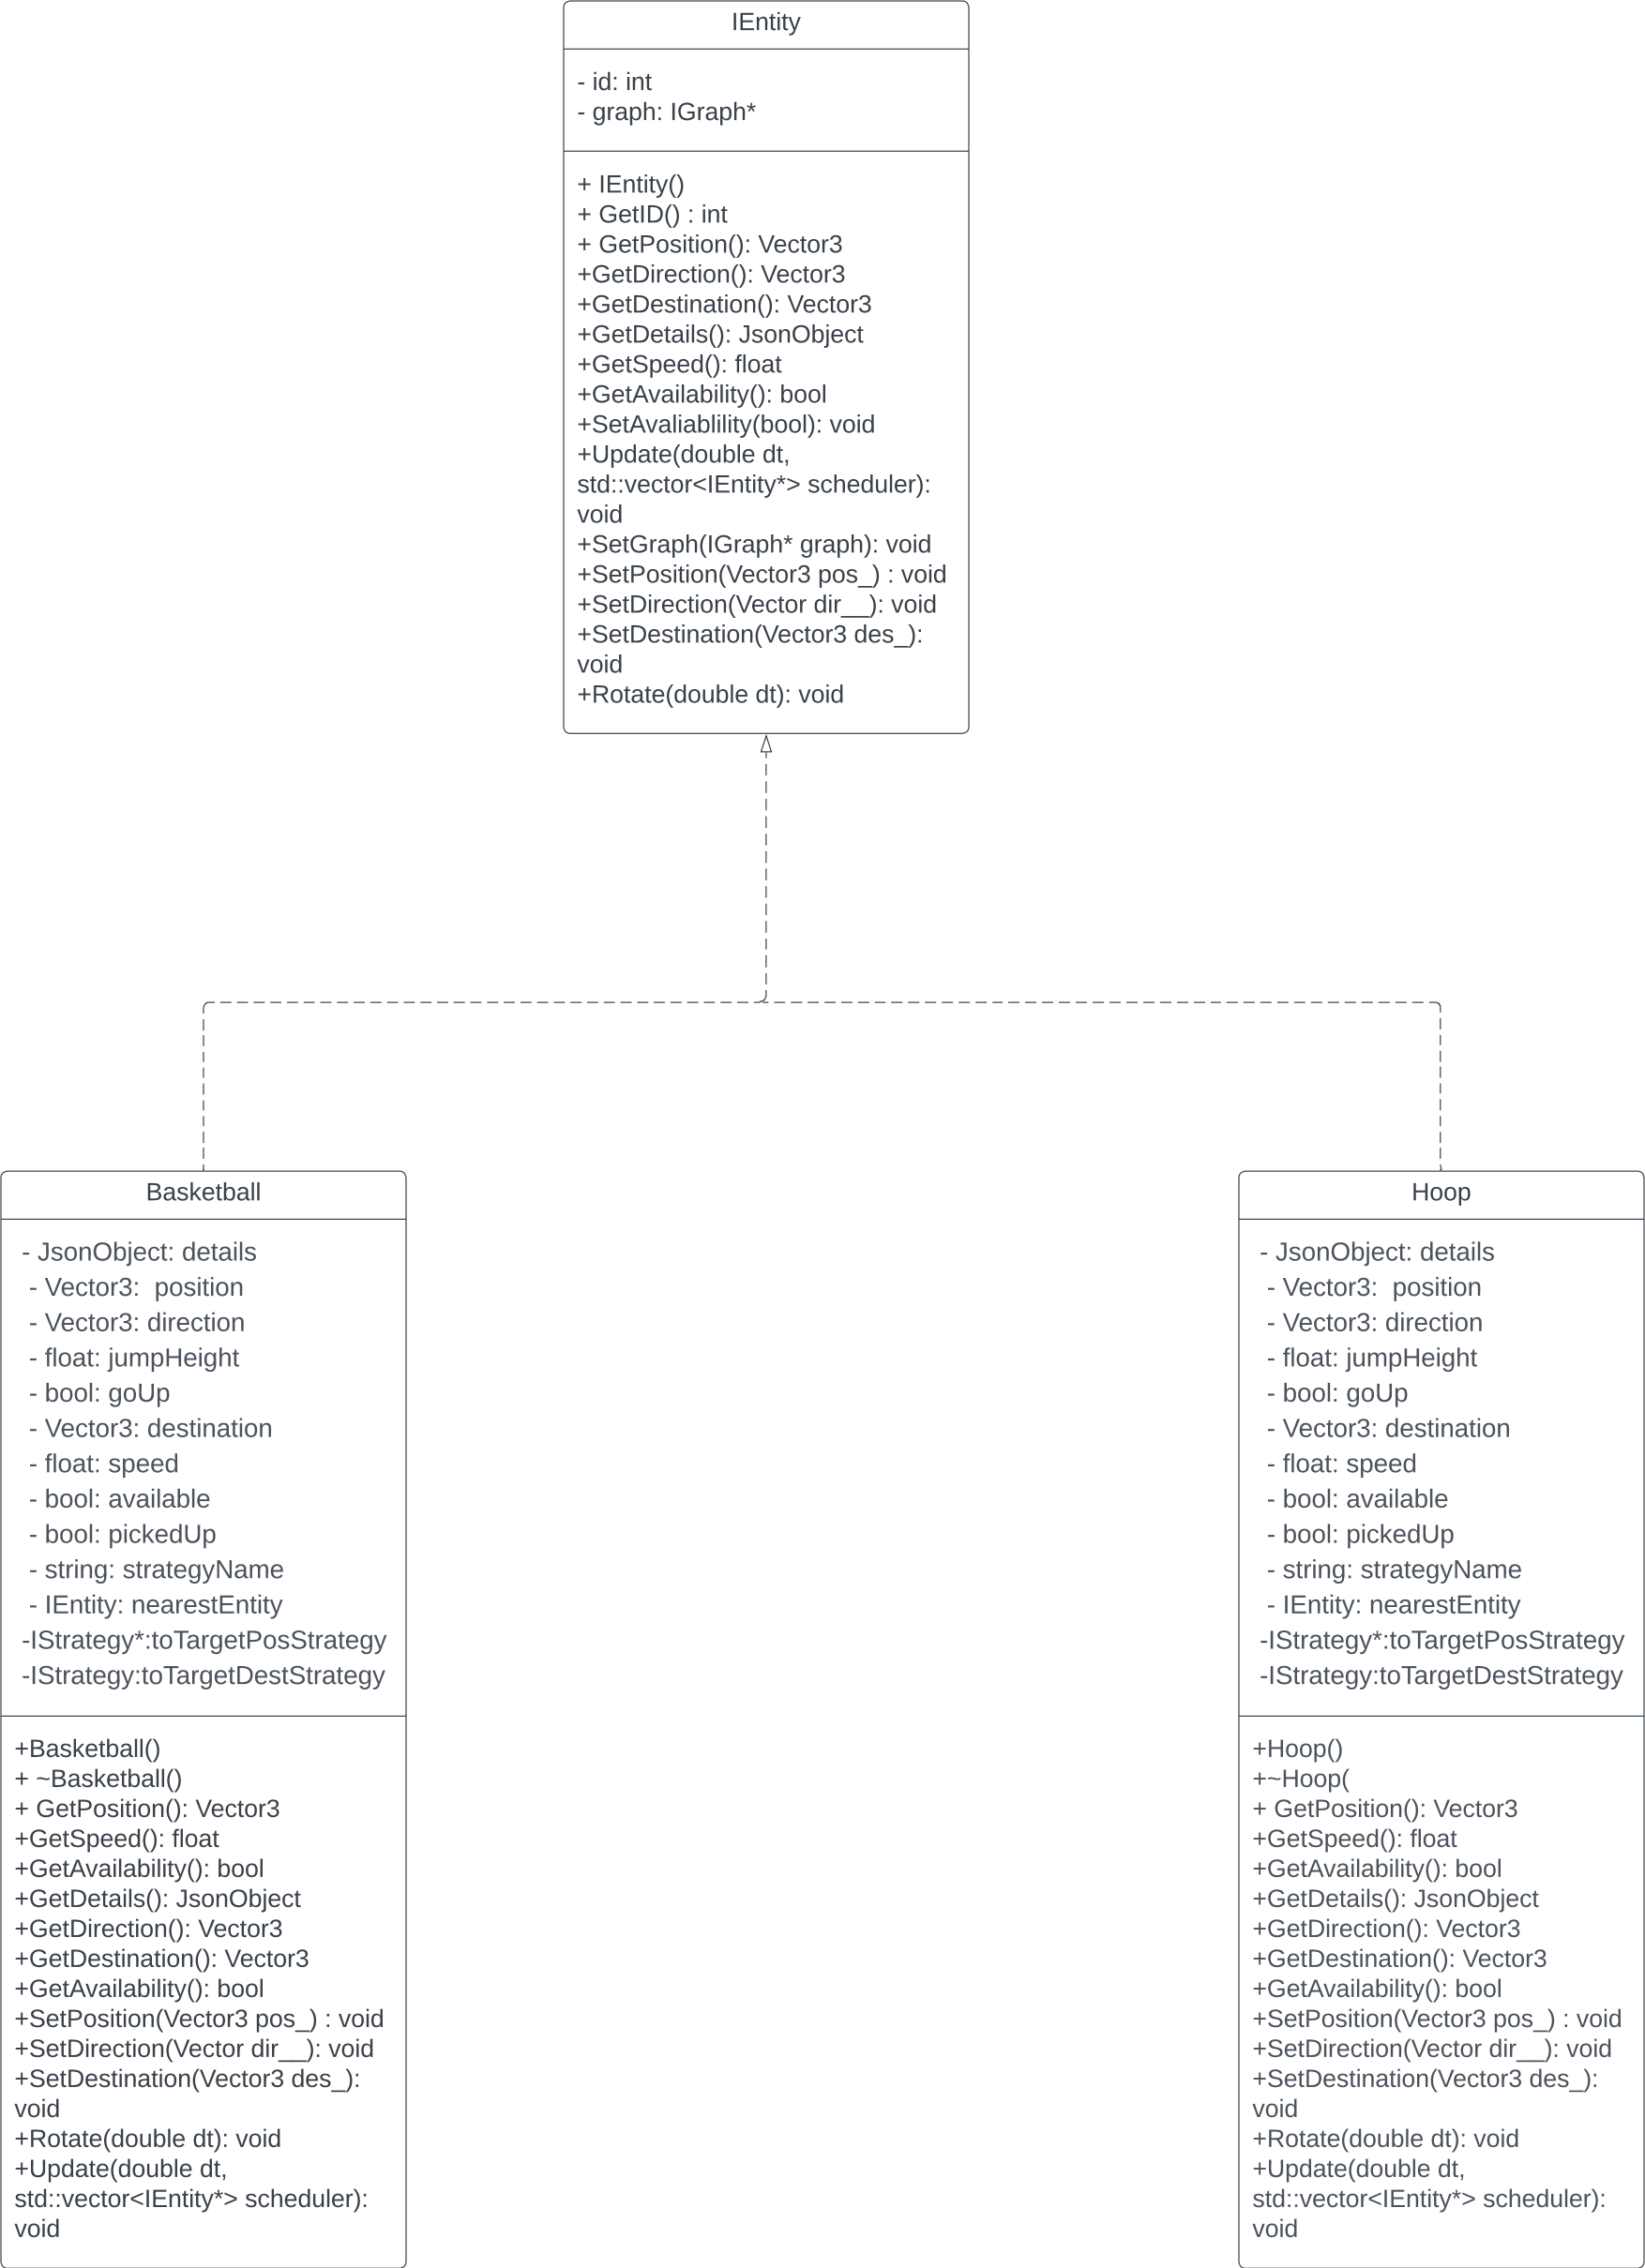 IEntity
- id: int
- graph: IGraph*
+ IEntity()
+ GetID() : int
+ GetPosition(): Vector3
+GetDirection(): Vector3
+GetDestination(): Vector3
+GetDetails(): JsonObject
+GetSpeed(): float
+GetAvailability(): bool
+SetAvaliablility(bool): void
+Update(double dt,
std::vector<IEntity*> scheduler):
void
+SetGraph(IGraph* graph): void
+SetPosition(Vector3 pos_) : void
+SetDirection(Vector dir__): void
+SetDestination(Vector3 des_):
void
+Rotate(double dt): void
Basketball
- JsonObject: details
- Vector3:  position
- Vector3: direction
- float: jumpHeight
- bool: goUp
- Vector3: destination
- float: speed
- bool: available
- bool: pickedUp
- string: strategyName
- IEntity: nearestEntity
-IStrategy*:toTargetPosStrategy
-IStrategy:toTargetDestStrategy
+Basketball()
+ ~Basketball()
+ GetPosition(): Vector3
+GetSpeed(): float
+GetAvailability(): bool
+GetDetails(): JsonObject
+GetDirection(): Vector3
+GetDestination(): Vector3
+GetAvailability(): bool
+SetPosition(Vector3 pos_) : void
+SetDirection(Vector dir__): void
+SetDestination(Vector3 des_):
void
+Rotate(double dt): void
+Update(double dt,
std::vector<IEntity*> scheduler):
void
Hoop
- JsonObject: details
- Vector3:  position
- Vector3: direction
- float: jumpHeight
- bool: goUp
- Vector3: destination
- float: speed
- bool: available
- bool: pickedUp
- string: strategyName
- IEntity: nearestEntity
-IStrategy*:toTargetPosStrategy
-IStrategy:toTargetDestStrategy
+Hoop()
+~Hoop(
+ GetPosition(): Vector3
+GetSpeed(): float
+GetAvailability(): bool
+GetDetails(): JsonObject
+GetDirection(): Vector3
+GetDestination(): Vector3
+GetAvailability(): bool
+SetPosition(Vector3 pos_) : void
+SetDirection(Vector dir__): void
+SetDestination(Vector3 des_):
void
+Rotate(double dt): void
+Update(double dt,
std::vector<IEntity*> scheduler):
void